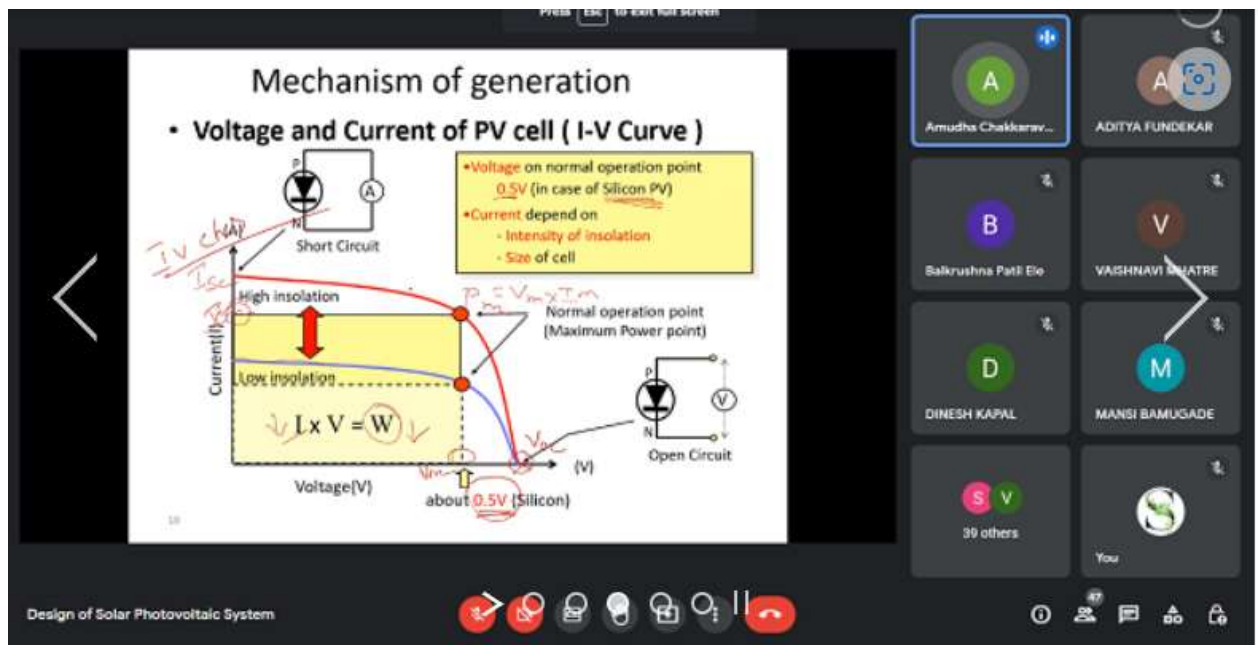 Press Esc to exit full screen
Mechanism of generation
• Voltage and Current of PV cell ( I-V Curve )
P
A
N
Short Circuit
•Voltage on normal operation point
0.5V (in case of Silicon PV)
•Current depend on
- Intensity of insolation
- Size of cell
IV
Isc
High insolation
Pm = Vm x Im
Normal operation point
(Maximum Power point)
Current(I)
Low insolation
I x V = W
P
V
N
Open Circuit
Vm
Voc
(V)
Voltage(V)
about 0.5V (Silicon)
A
Amudha Chakkarav...
A
ADITYA FUNDEKAR
B
Balkrushna Patil Ele
V
VAISHNAVI MHATRE
D
DINESH KAPAL
M
MANSI BAMUGADE
S V
39 others
S
You
Design of Solar Photovoltaic System
47